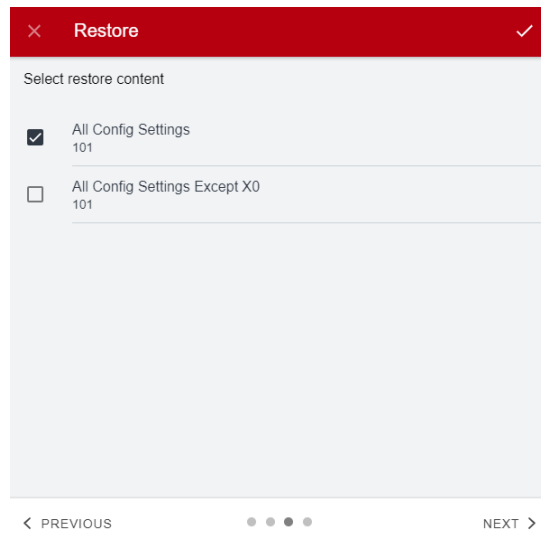 Restore
Select restore content
All Config Settings
101
All Config Settings Except X0
101
PREVIOUS
NEXT